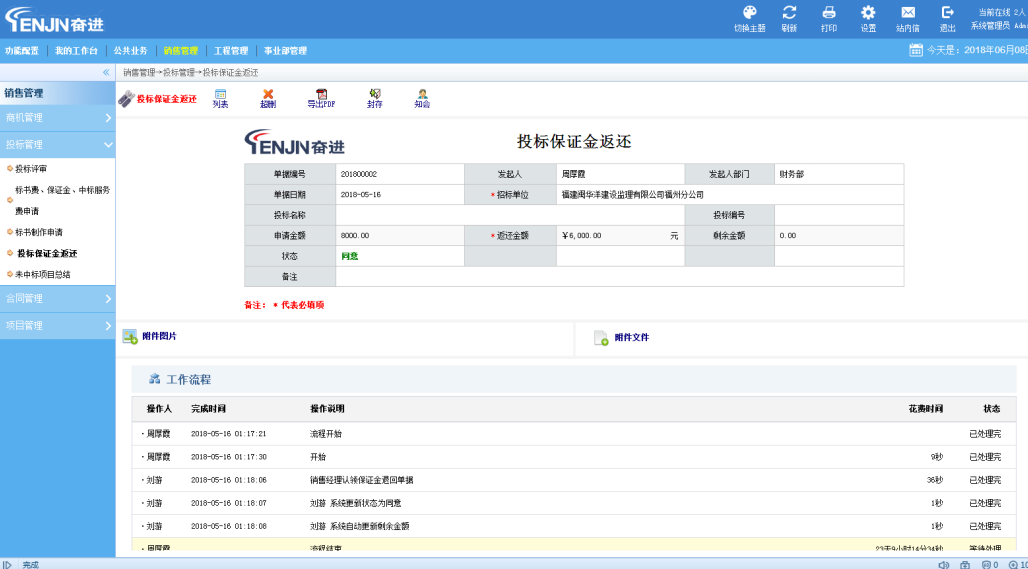 YENJIN奋进
切换主题 刷新 打印 设置 站内信 退出
当前在线 2人
系统管理员 Adm
功能配置 我的工作台 公共业务 销售管理 工程管理 事业部管理
今天是: 2018年06月08
销售管理→投标管理→投标保证金返还
销售管理
商机管理
投标管理
投标评审
标书费、保证金、中标服务
费申请
标书制作申请
投标保证金返还
未中标项目总结
合同管理
项目管理
投标保证金返还 列表 超删 导出PDF 封存 知会
YENJIN奋进
投标保证金返还
单据编号 201800002 发起人 周厚霞 发起人部门 财务部
单据日期 2018-05-16 *招标单位 福建闽华洋建设监理有限公司福州分公司
投标名称 投标编号
申请金额 8000.00 *返还金额 ￥6,000.00 元 剩余金额 0.00
状态 同意
备注
备注： * 代表必填项
附件图片 附件文件
工作流程
操作人 完成时间 操作说明 花费时间 状态
·周厚霞 2018-05-16 01:17:21 流程开始 已处理完
·周厚霞 2018-05-16 01:17:30 开始 9秒 已处理完
·刘游 2018-05-16 01:18:06 销售经理认领保证金退回单据 36秒 已处理完
·刘游 2018-05-16 01:18:07 刘游 系统更新状态为同意 1秒 已处理完
·刘游 2018-05-16 01:18:08 刘游 系统自动更新剩余金额 1秒 已处理完
·周厚霞 流程结束 23天9小时14分34秒 等待处理
完成
0
10